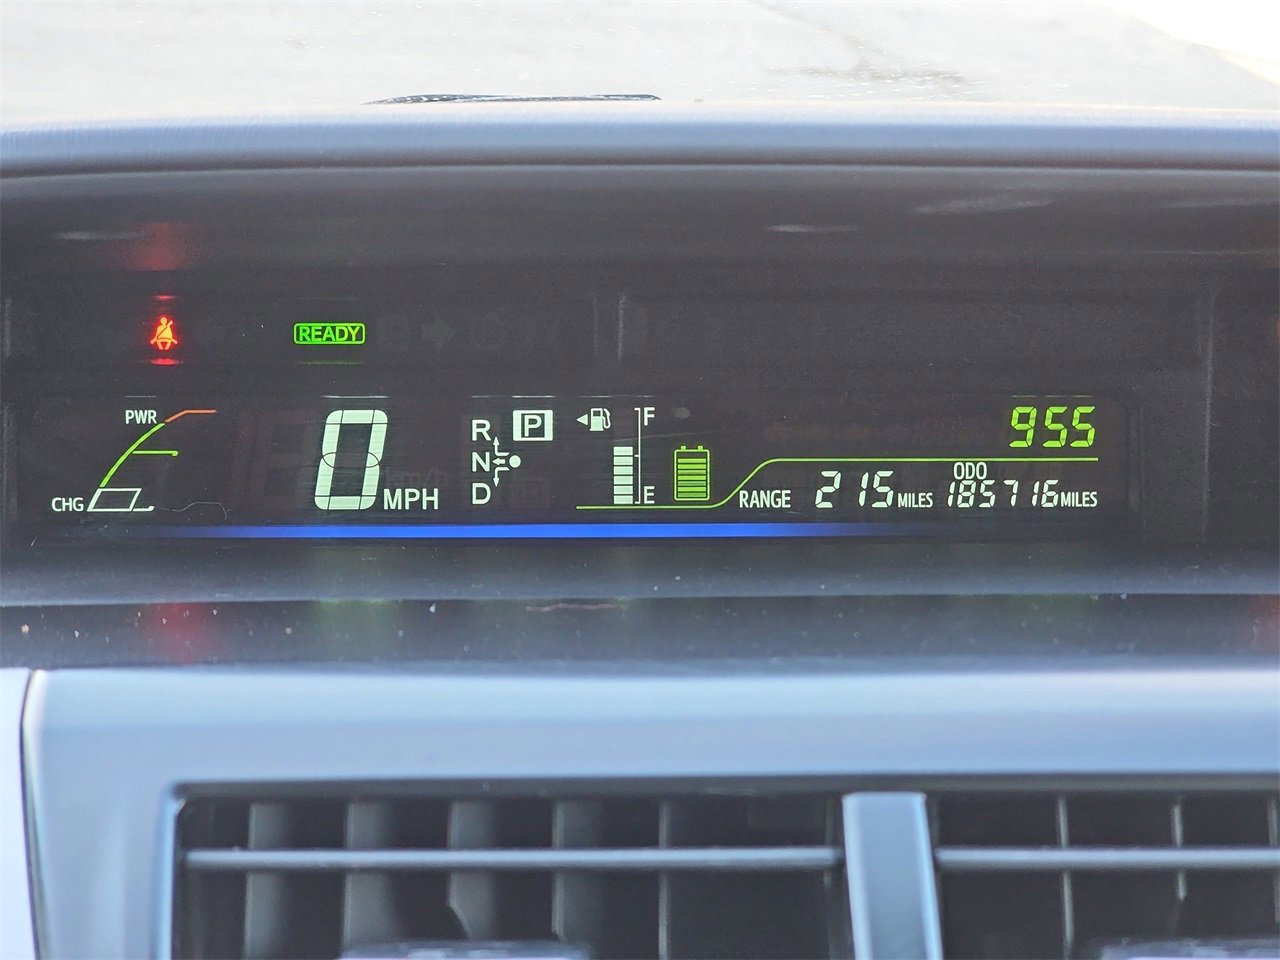 READY
PWR
CHG
0 MPH
R
P
N
D
F
E
955
RANGE 215 MILES
ODO
185716 MILES